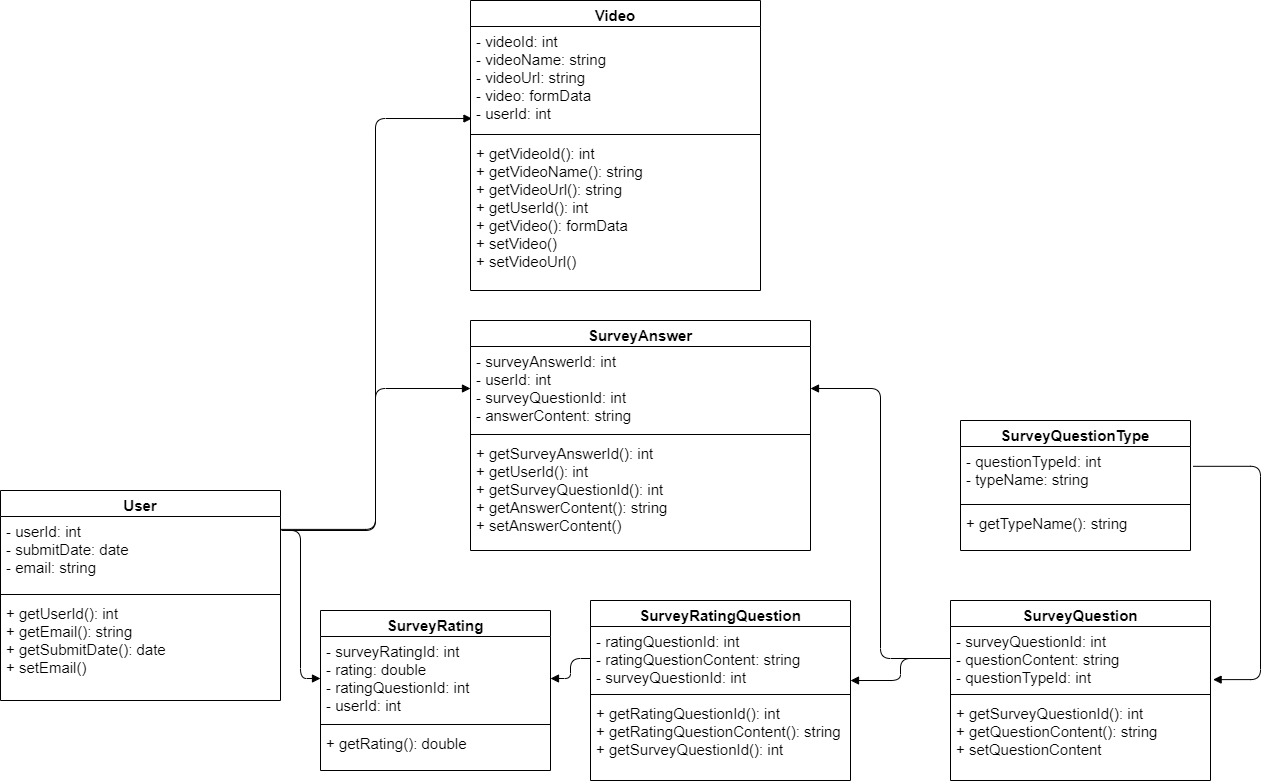 Video
- videoId: int
- videoName: string
- videoUrl: string
- video: formData
- userId: int
+ getVideoId(): int
+ getVideoName(): string
+ getVideoUrl(): string
+ getUserId(): int
+ getVideo(): formData
+ setVideo()
+ setVideoUrl()
SurveyAnswer
- surveyAnswerId: int
- userId: int
- surveyQuestionId: int
- answerContent: string
+ getSurveyAnswerId(): int
+ getUserId(): int
+ getSurveyQuestionId(): int
+ getAnswerContent(): string
+ setAnswerContent()
SurveyQuestionType
- questionTypeId: int
- typeName: string
+ getTypeName(): string
User
- userId: int
- submitDate: date
- email: string
+ getUserId(): int
+ getEmail(): string
+ getSubmitDate(): date
+ setEmail()
SurveyRating
- surveyRatingId: int
- rating: double
- ratingQuestionId: int
- userId: int
+ getRating(): double
SurveyRatingQuestion
- ratingQuestionId: int
- ratingQuestionContent: string
- surveyQuestionId: int
+ getRatingQuestionId(): int
+ getRatingQuestionContent(): string
+ getSurveyQuestionId(): int
SurveyQuestion
- surveyQuestionId: int
- questionContent: string
- questionTypeId: int
+ getSurveyQuestionId(): int
+ getQuestionContent(): string
+ setQuestionContent